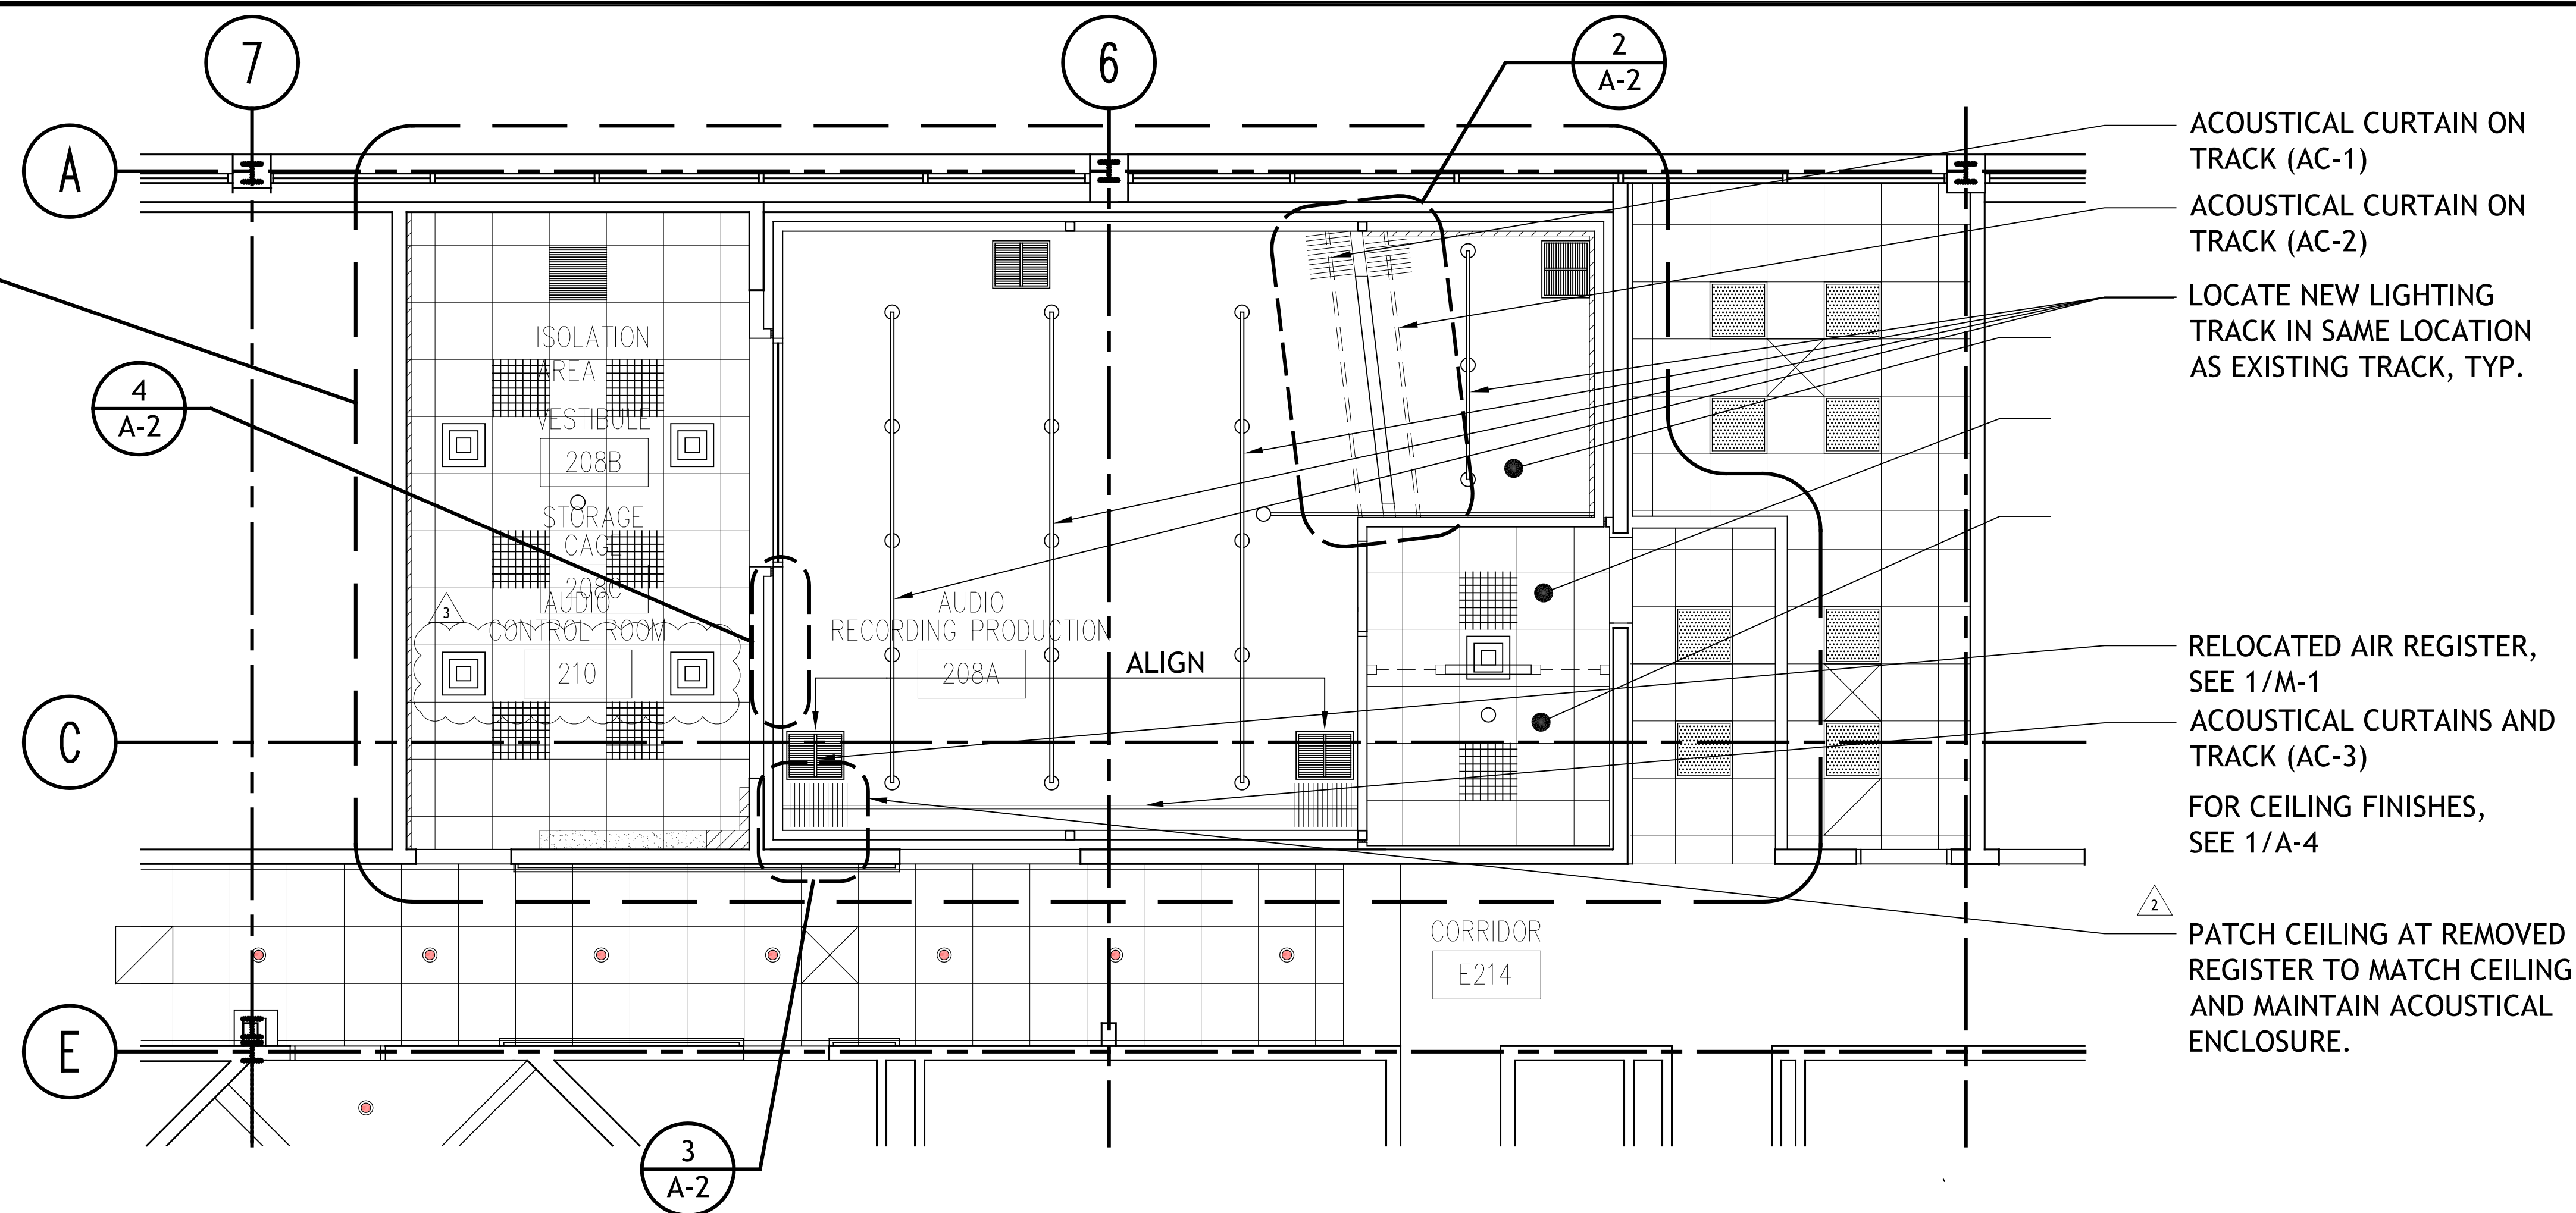 7
6
2
A-2
A
ACOUSTICAL CURTAIN ON
TRACK (AC-1)
ACOUSTICAL CURTAIN ON
TRACK (AC-2)
LOCATE NEW LIGHTING
TRACK IN SAME LOCATION
AS EXISTING TRACK, TYP.
ISOLATION
AREA
4
A-2
VESTIBULE
208B
STORAGE
CAGE
208C
3
AUDIO
CONTROL ROOM
210
AUDIO
RECORDING PRODUCTION
208A
ALIGN
RELOCATED AIR REGISTER,
SEE 1/M-1
C
ACOUSTICAL CURTAINS AND
TRACK (AC-3)
FOR CEILING FINISHES,
SEE 1/A-4
2
PATCH CEILING AT REMOVED
REGISTER TO MATCH CEILING
AND MAINTAIN ACOUSTICAL
ENCLOSURE.
CORRIDOR
E214
E
3
A-2